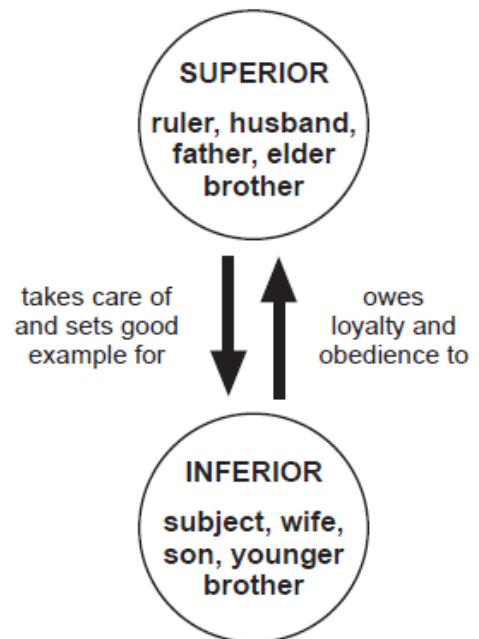 SUPERIOR
ruler, husband,
father, elder
brother
takes care of
and sets good
example for
owes
loyalty and
obedience to
INFERIOR
subject, wife,
son, younger
brother